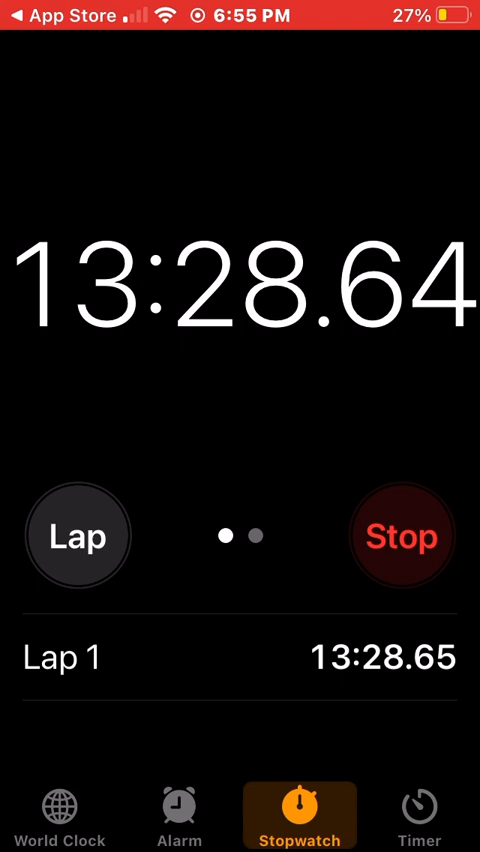 App Store 6:55 PM 27%
13:28.64
Lap Stop
Lap 1 13:28.65
World Clock Alarm Stopwatch Timer